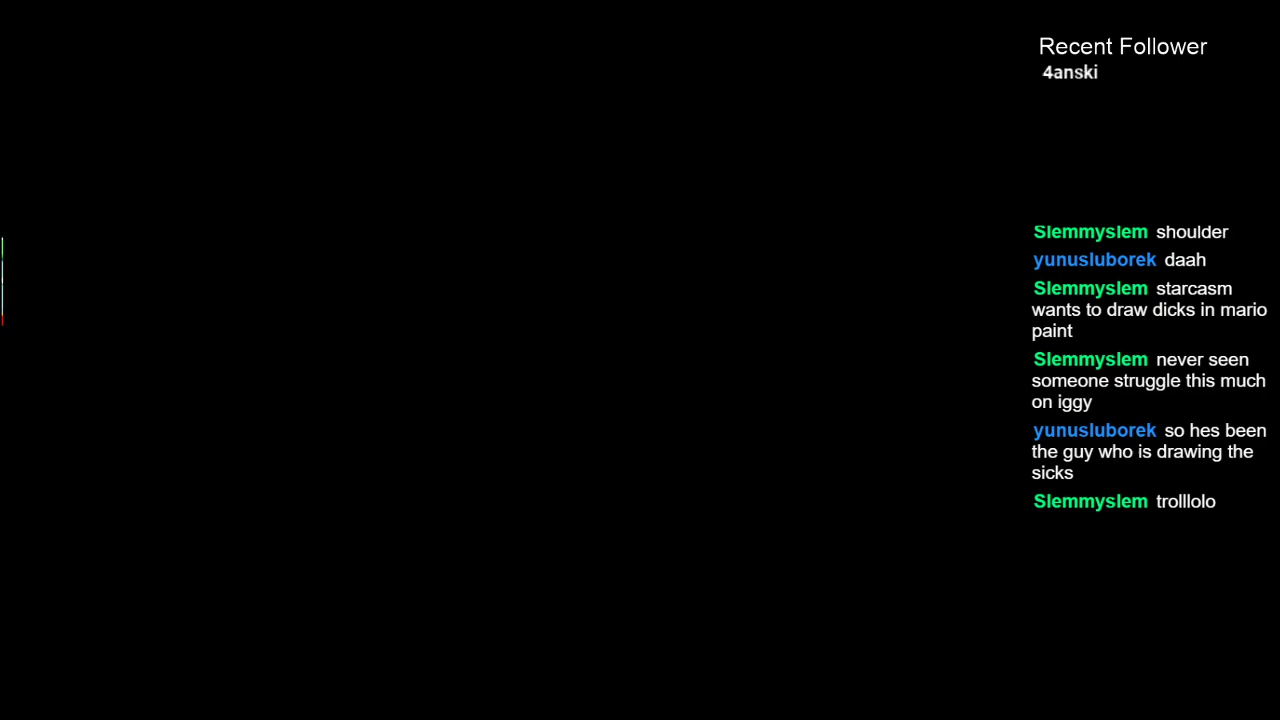 Recent Follower
4anski
Slemmyslem shoulder
yunusluborek daah
Slemmyslem starcasm
wants to draw dicks in mario
paint
Slemmyslem never seen
someone struggle this much
on iggy
yunusluborek so hes been
the guy who is drawing the
sicks
Slemmyslem trolllolo